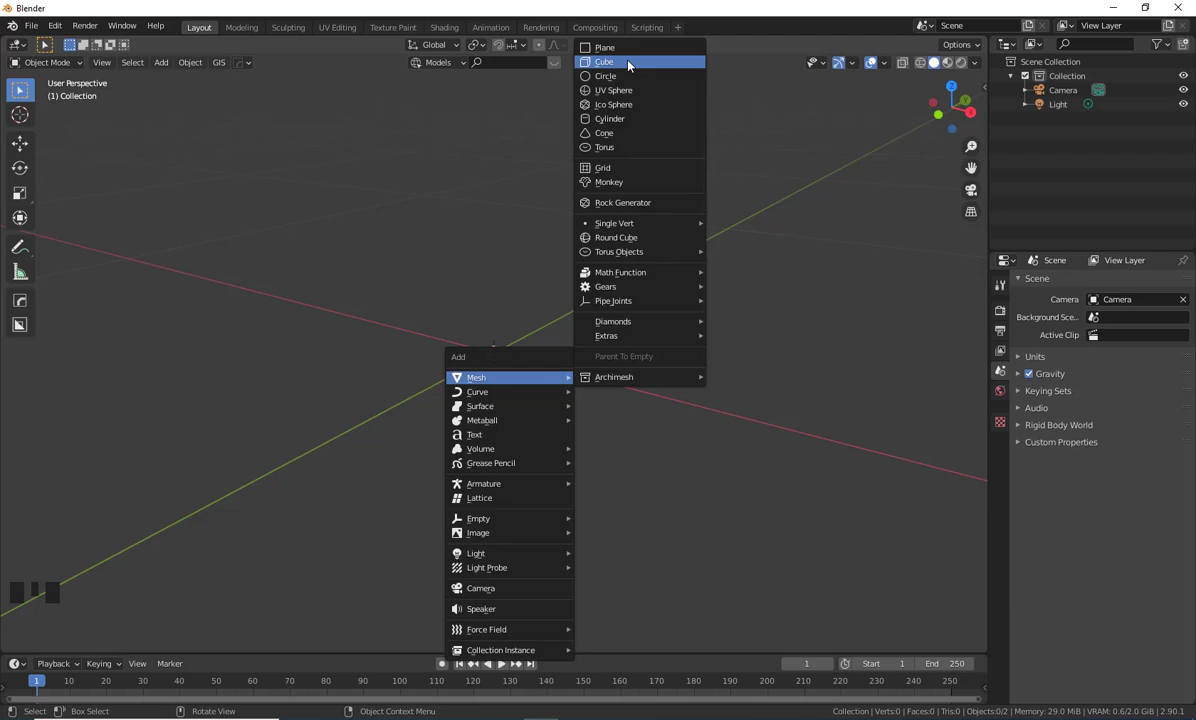 Blender
File Edit Render Window Help
Layout Modeling Sculpting UV Editing Texture Paint Shading Animation Rendering Compositing Scripting +
Scene
View Layer
Global
Options
Object Mode View Select Add Object GIS
Models
User Perspective
(1) Collection
Plane
Cube
Circle
UV Sphere
Ico Sphere
Cylinder
Cone
Torus
Grid
Monkey
Rock Generator
Single Vert
Round Cube
Torus Objects
Math Function
Gears
Pipe Joints
Diamonds
Extras
Parent To Empty
Archimesh
Add
Mesh
Curve
Surface
Metaball
Text
Volume
Grease Pencil
Armature
Lattice
Empty
Image
Light
Light Probe
Camera
Speaker
Force Field
Collection Instance
Scene Collection
Collection
Camera
Light
Scene View Layer
Scene
Camera Camera
Background Sce...
Active Clip
Units
Gravity
Keying Sets
Audio
Rigid Body World
Custom Properties
Playback Keying View Marker
1 Start 1 End 250
1 10 20 30 40 50 60 70 80 90 100 110 120 130 140 150 160 170 180 190 200 210 220 230 240 250
Select Box Select Rotate View Object Context Menu
Collection | Verts:0 | Faces:0 | Tris:0 | Objects:0/2 | Memory: 29.0 MiB | VRAM: 0.6/2.0 GiB | 2.90.1